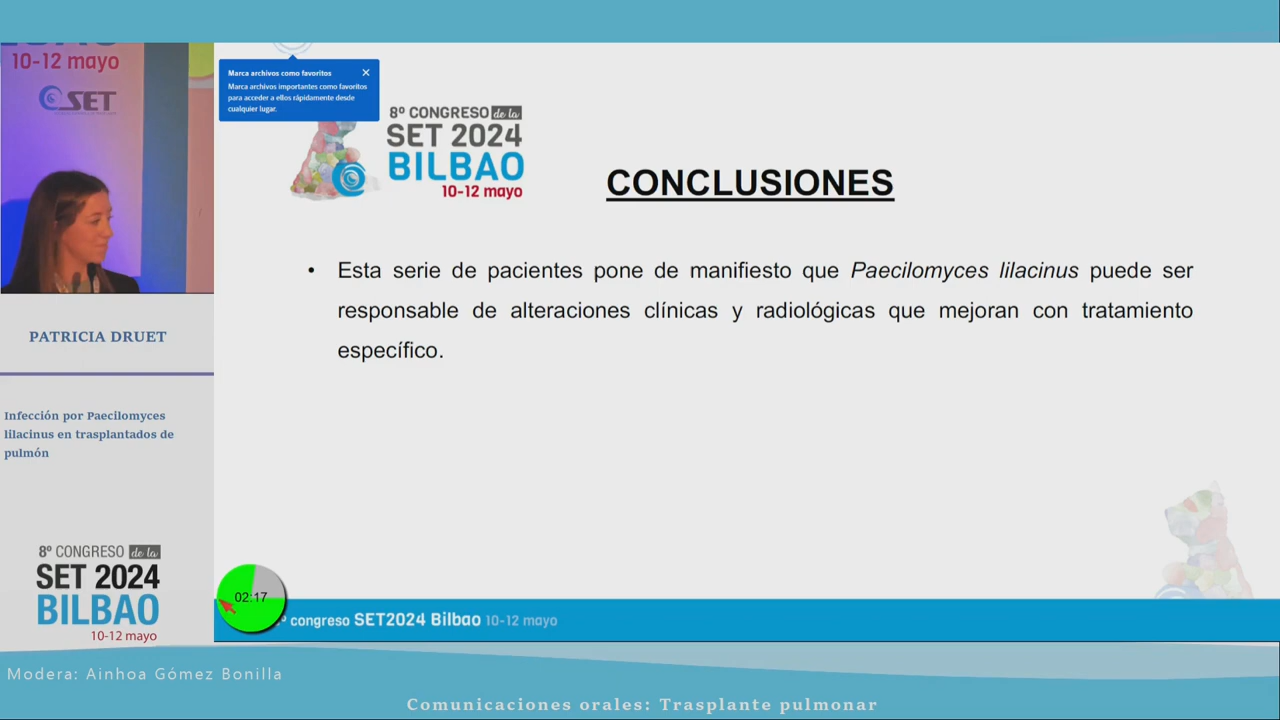 10-12 mayo
SET
PATRICIA DRUET
Infección por Paecilomyces
lilacinus en trasplantados de
pulmón
8º CONGRESO de la
SET 2024
BILBAO
10-12 mayo
Marca archivos como favoritos
Marca archivos importantes como favoritos
para acceder a ellos rápidamente desde
cualquier lugar.
8º CONGRESO de la
SET 2024
BILBAO
10-12 mayo
CONCLUSIONES
• Esta serie de pacientes pone de manifiesto que Paecilomyces lilacinus puede ser
responsable de alteraciones clínicas y radiológicas que mejoran con tratamiento
específico.
02:17
congreso SET2024 Bilbao 10-12 mayo
Modera: Ainhoa Gómez Bonilla
Comunicaciones orales: Trasplante pulmonar